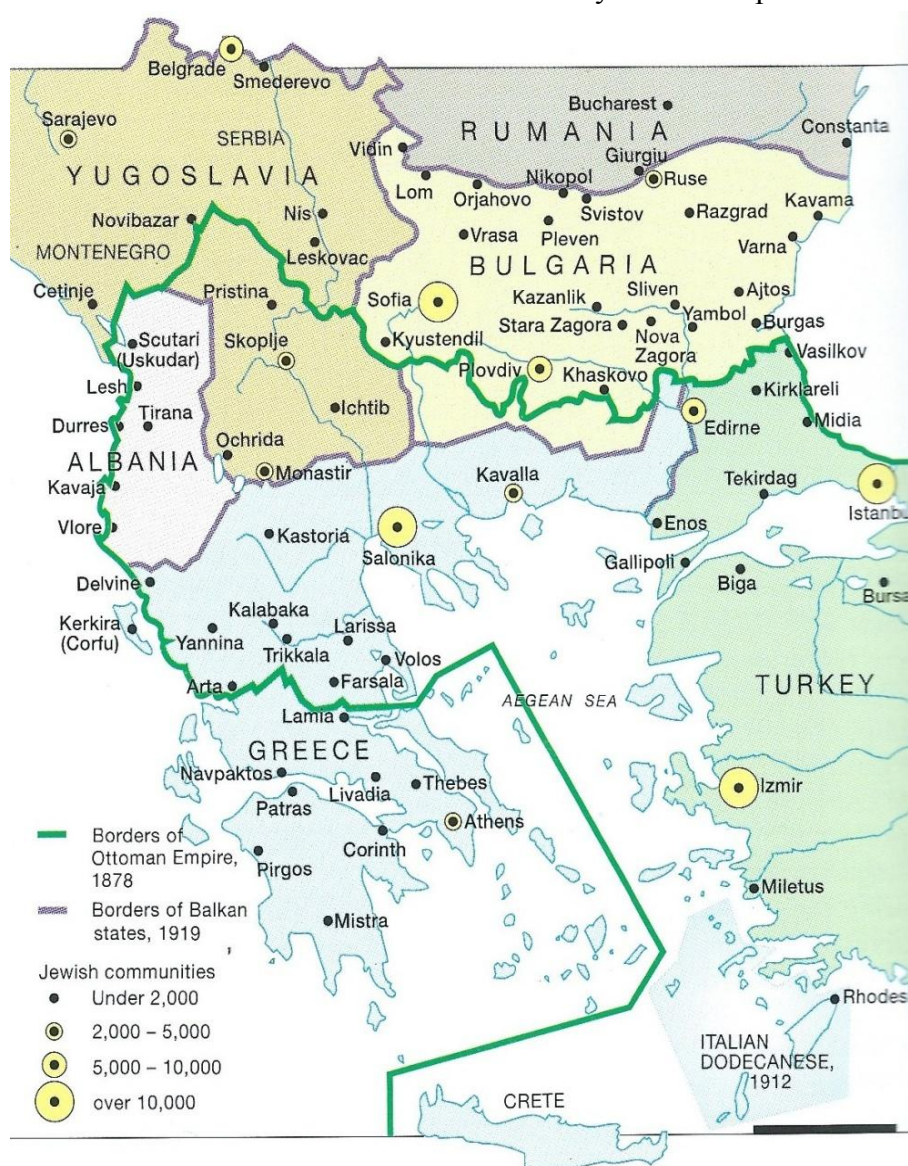 Belgrade
Smederevo
Sarajevo
SERBIA
YUGOSLAVIA
Bucharest
RUMANIA
Constanta
Vidin
Giurgiu
Lom
Nikopol
Ruse
Orjahovo
Svistov
Razgrad
Kavama
Novibazar
Nis
Vrasa
Pleven
Varna
MONTENEGRO
Leskovac
BULGARIA
Cetinje
Pristina
Sofia
Kazanlik
Sliven
Ajtos
Scutari
(Uskudar)
Skoplje
Kyustendil
Stara Zagora
Nova
Zagora
Yambol
Burgas
Vasilkov
Lesh
Plovdiv
Khaskovo
Kirklareli
Durres
Tirana
Ichtib
Edirne
Midia
ALBANIA
Ochrida
Monastir
Kavalla
Tekirdag
Kavaja
Istanbu
Vlore
Kastoria
Salonika
Enos
Gallipoli
Biga
Bursa
Delvine
Kerkira
(Corfu)
Kalabaka
Larissa
Yannina
Trikkala
Volos
Arta
Farsala
TURKEY
Lamia
AEGEAN SEA
GREECE
Navpaktos
Livadia
Thebes
Izmir
Patras
Athens
Corinth
Pirgos
Miletus
Mistra
Rhodes
Borders of
Ottoman Empire,
1878
Borders of Balkan
states, 1919
Jewish communities
Under 2,000
2,000 – 5,000
5,000 – 10,000
over 10,000
ITALIAN
DODECANESE,
1912
CRETE